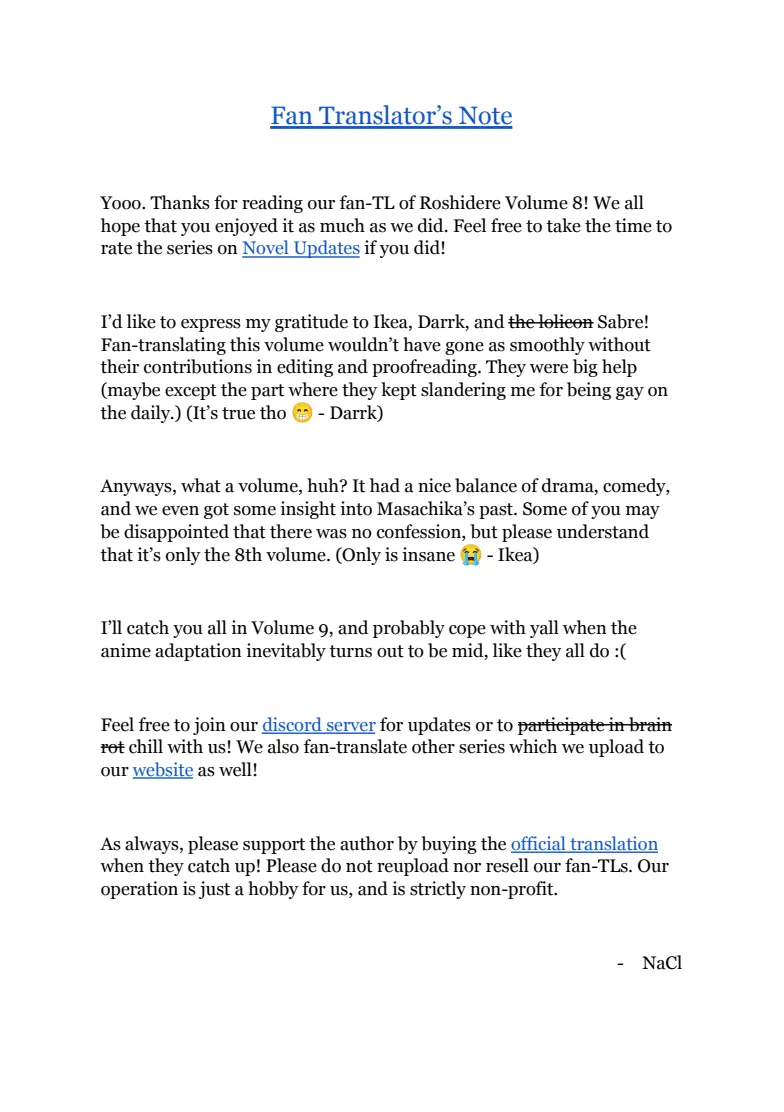 Fan Translator’s Note
Yooo. Thanks for reading our fan-TL of Roshidere Volume 8! We all
hope that you enjoyed it as much as we did. Feel free to take the time to
rate the series on Novel Updates if you did!
I’d like to express my gratitude to Ikea, Darrk, and the lolicon Sabre!
Fan-translating this volume wouldn’t have gone as smoothly without
their contributions in editing and proofreading. They were big help
(maybe except the part where they kept slandering me for being gay on
the daily.) (It’s true tho 😁 - Darrk)
Anyways, what a volume, huh? It had a nice balance of drama, comedy,
and we even got some insight into Masachika’s past. Some of you may
be disappointed that there was no confession, but please understand
that it’s only the 8th volume. (Only is insane 😭 - Ikea)
I’ll catch you all in Volume 9, and probably cope with yall when the
anime adaptation inevitably turns out to be mid, like they all do :(
Feel free to join our discord server for updates or to participate in brain
rot chill with us! We also fan-translate other series which we upload to
our website as well!
As always, please support the author by buying the official translation
when they catch up! Please do not reupload nor resell our fan-TLs. Our
operation is just a hobby for us, and is strictly non-profit.
- NaCl